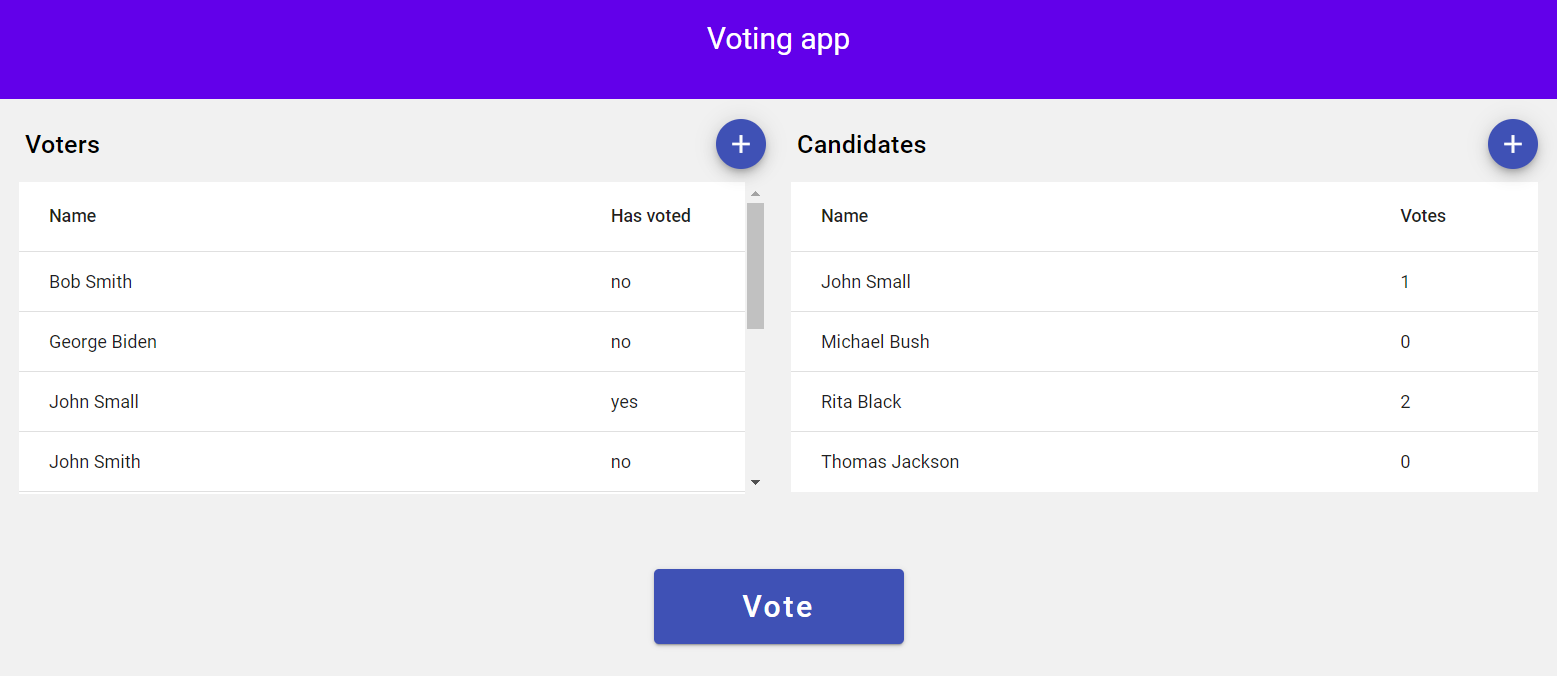 Voting app
Voters
Name Has voted
Bob Smith no
George Biden no
John Small yes
John Smith no
Candidates
Name Votes
John Small 1
Michael Bush 0
Rita Black 2
Thomas Jackson 0
Vote